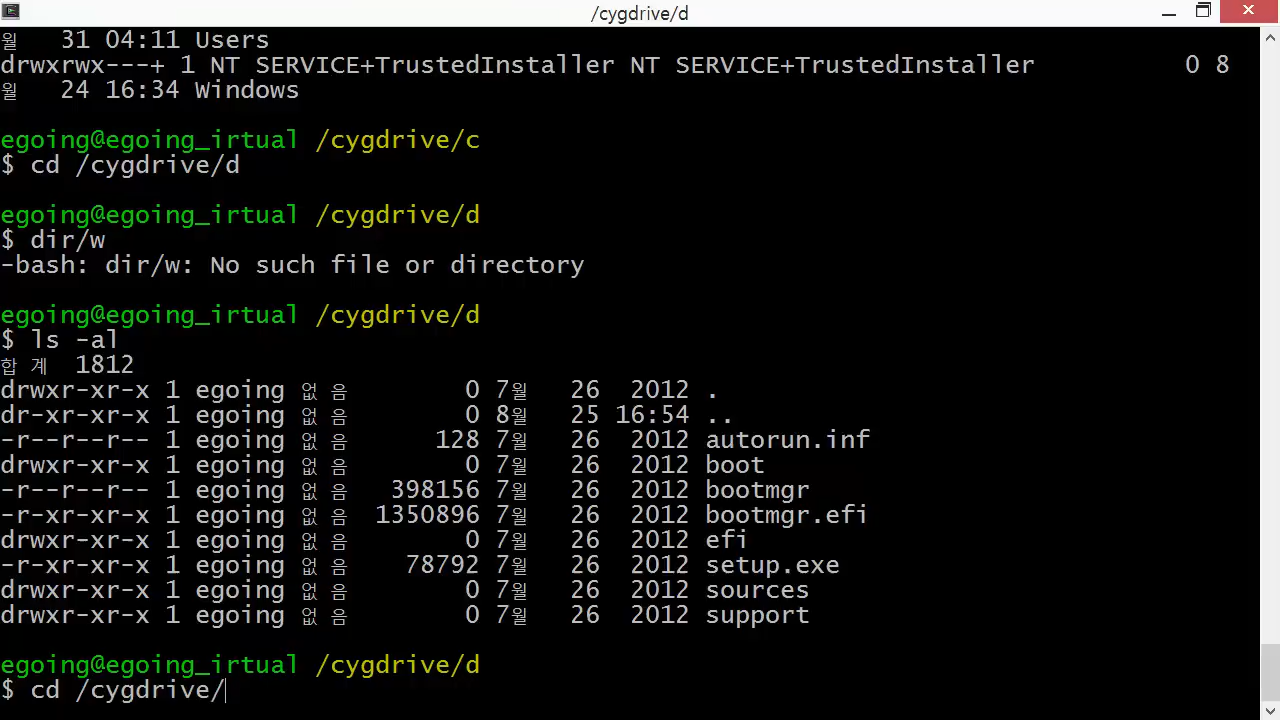 /cygdrive/d
월   31 04:11 Users
drwxrwx---+ 1 NT SERVICE+TrustedInstaller NT SERVICE+TrustedInstaller          0 8
월   24 16:34 Windows
egoing@egoing_irtual /cygdrive/c
$ cd /cygdrive/d
egoing@egoing_irtual /cygdrive/d
$ dir/w
-bash: dir/w: No such file or directory
egoing@egoing_irtual /cygdrive/d
$ ls -al
합 계  1812
drwxr-xr-x 1 egoing 없 음        0 7월   26  2012 .
dr-xr-xr-x 1 egoing 없 음        0 8월   25 16:54 ..
-r--r--r-- 1 egoing 없 음      128 7월   26  2012 autorun.inf
drwxr-xr-x 1 egoing 없 음        0 7월   26  2012 boot
-r--r--r-- 1 egoing 없 음   398156 7월   26  2012 bootmgr
-r-xr-xr-x 1 egoing 없 음  1350896 7월   26  2012 bootmgr.efi
drwxr-xr-x 1 egoing 없 음        0 7월   26  2012 efi
-r-xr-xr-x 1 egoing 없 음    78792 7월   26  2012 setup.exe
drwxr-xr-x 1 egoing 없 음        0 7월   26  2012 sources
drwxr-xr-x 1 egoing 없 음        0 7월   26  2012 support
egoing@egoing_irtual /cygdrive/d
$ cd /cygdrive/